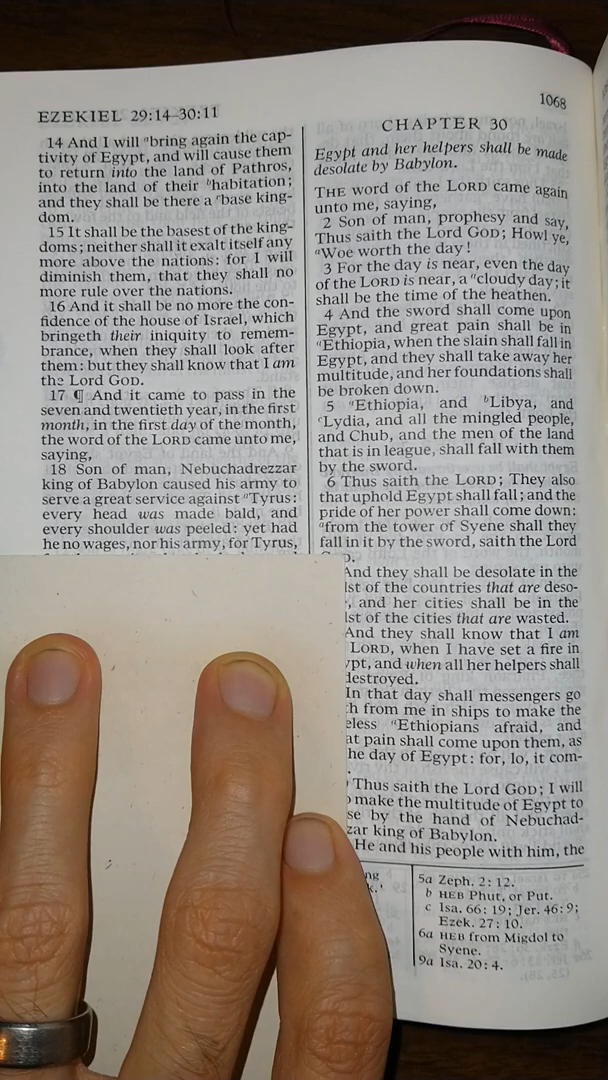 EZEKIEL 29:14–30:11
1068
14 And I will ᵃbring again the cap-
tivity of Egypt, and will cause them
to return into the land of Pathros,
into the land of their ᵇhabitation;
and they shall be there a ᶜbase king-
dom.
15 It shall be the basest of the king-
doms; neither shall it exalt itself any
more above the nations: for I will
diminish them, that they shall no
more rule over the nations.
16 And it shall be no more the con-
fidence of the house of Israel, which
bringeth their iniquity to remem-
brance, when they shall look after
them: but they shall know that I am
the Lord GOD.
17 ¶ And it came to pass in the
seven and twentieth year, in the first
month, in the first day of the month,
the word of the LORD came unto me,
saying,
18 Son of man, Nebuchadrezzar
king of Babylon caused his army to
serve a great service against ᵃTyrus:
every head was made bald, and
every shoulder was peeled: yet had
he no wages, nor his army, for Tyrus,
CHAPTER 30
Egypt and her helpers shall be made
desolate by Babylon.
THE word of the LORD came again
unto me, saying,
2 Son of man, prophesy and say,
Thus saith the Lord GOD; Howl ye,
ᵃWoe worth the day!
3 For the day is near, even the day
of the LORD is near, a ᵃcloudy day; it
shall be the time of the heathen.
4 And the sword shall come upon
Egypt, and great pain shall be in
ᵃEthiopia, when the slain shall fall in
Egypt, and they shall take away her
multitude, and her foundations shall
be broken down.
5 ᵃEthiopia, and ᵇLibya, and
ᶜLydia, and all the mingled people,
and Chub, and the men of the land
that is in league, shall fall with them
by the sword.
6 Thus saith the LORD; They also
that uphold Egypt shall fall; and the
pride of her power shall come down:
ᵃfrom the tower of Syene shall they
fall in it by the sword, saith the Lord
And they shall be desolate in the
of the countries that are deso-
, and her cities shall be in the
of the cities that are wasted.
And they shall know that I am
LORD, when I have set a fire in
and when all her helpers shall
destroyed.
In that day shall messengers go
from me in ships to make the
ᵃEthiopians afraid, and
pain shall come upon them, as
the day of Egypt: for, lo, it com-
Thus saith the Lord GOD; I will
make the multitude of Egypt to
by the hand of Nebuchad-
king of Babylon.
He and his people with him, the
5a Zeph. 2:12.
b HEB Phut, or Put.
c Isa. 66:19; Jer. 46:9;
Ezek. 27:10.
6a HEB from Migdol to
Syene.
9a Isa. 20:4.